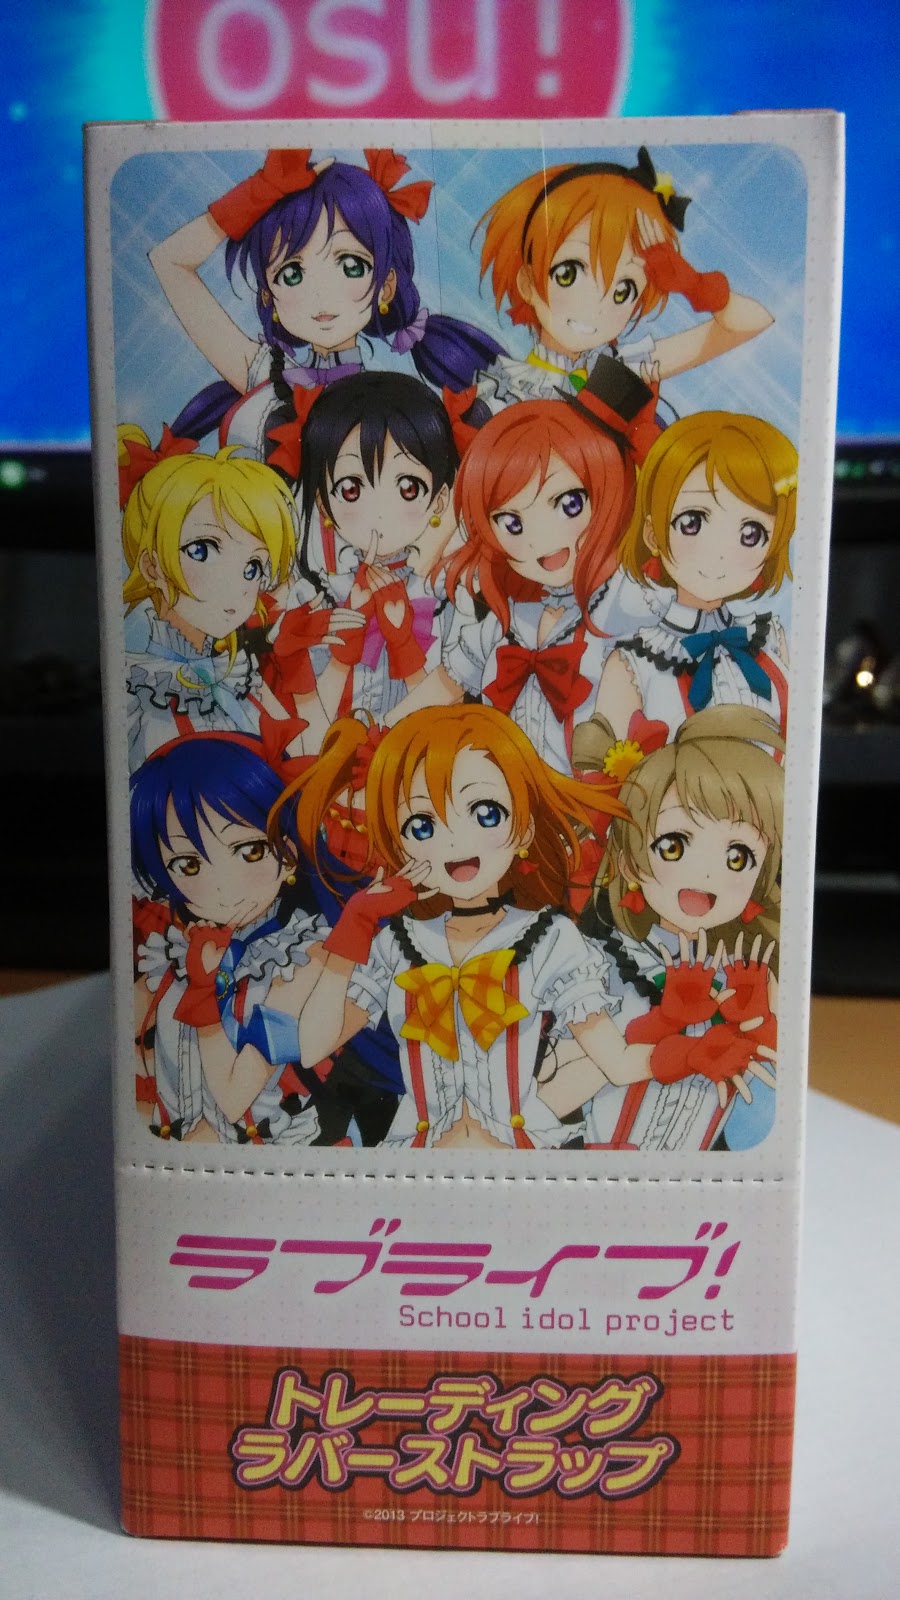 osu!
ラブライブ!
School idol project
トレーディング
ラバーストラップ
©2013 プロジェクトラブライブ!